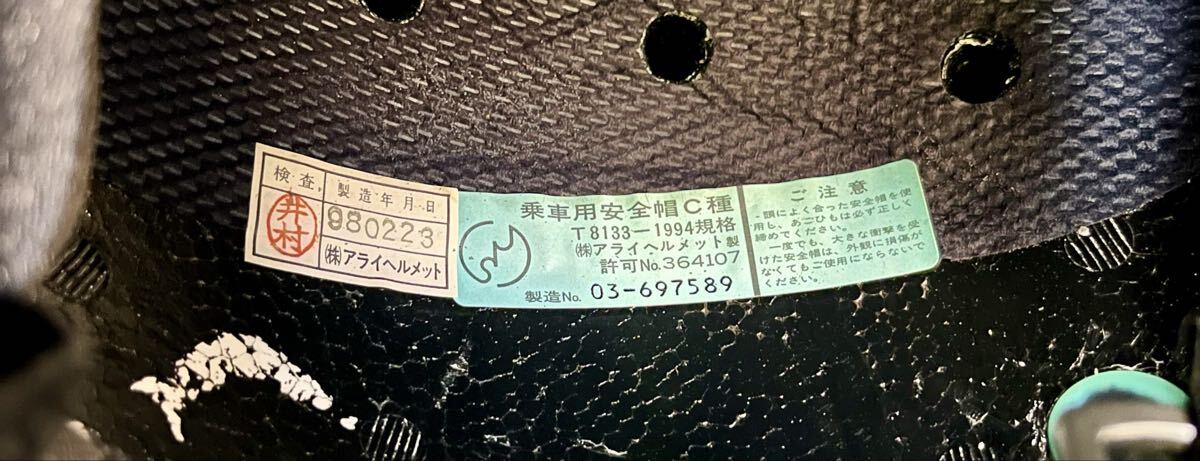 検査
井村
製造年月日
980223
㈱アライヘルメット
乗車用安全帽C種
T8133－1994規格
㈱アライヘルメット製
許可No.364107
製造No. 03-697589
ご注意
・頭によく合った安全帽を使
用し、あごひもは必ず正しく
締めてください。
一度でも、大きな衝撃を受
けた安全帽は、外観に損傷が
なくてもご使用にならないで
ください。